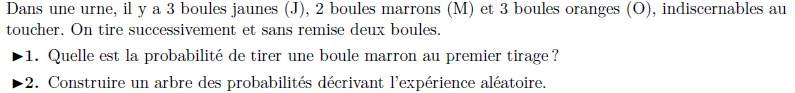 Dans une urne, il y a 3 boules jaunes (J), 2 boules marrons (M) et 3 boules oranges (O), indiscernables au
toucher. On tire successivement et sans remise deux boules.
►1. Quelle est la probabilité de tirer une boule marron au premier tirage ?
►2. Construire un arbre des probabilités décrivant l'expérience aléatoire.